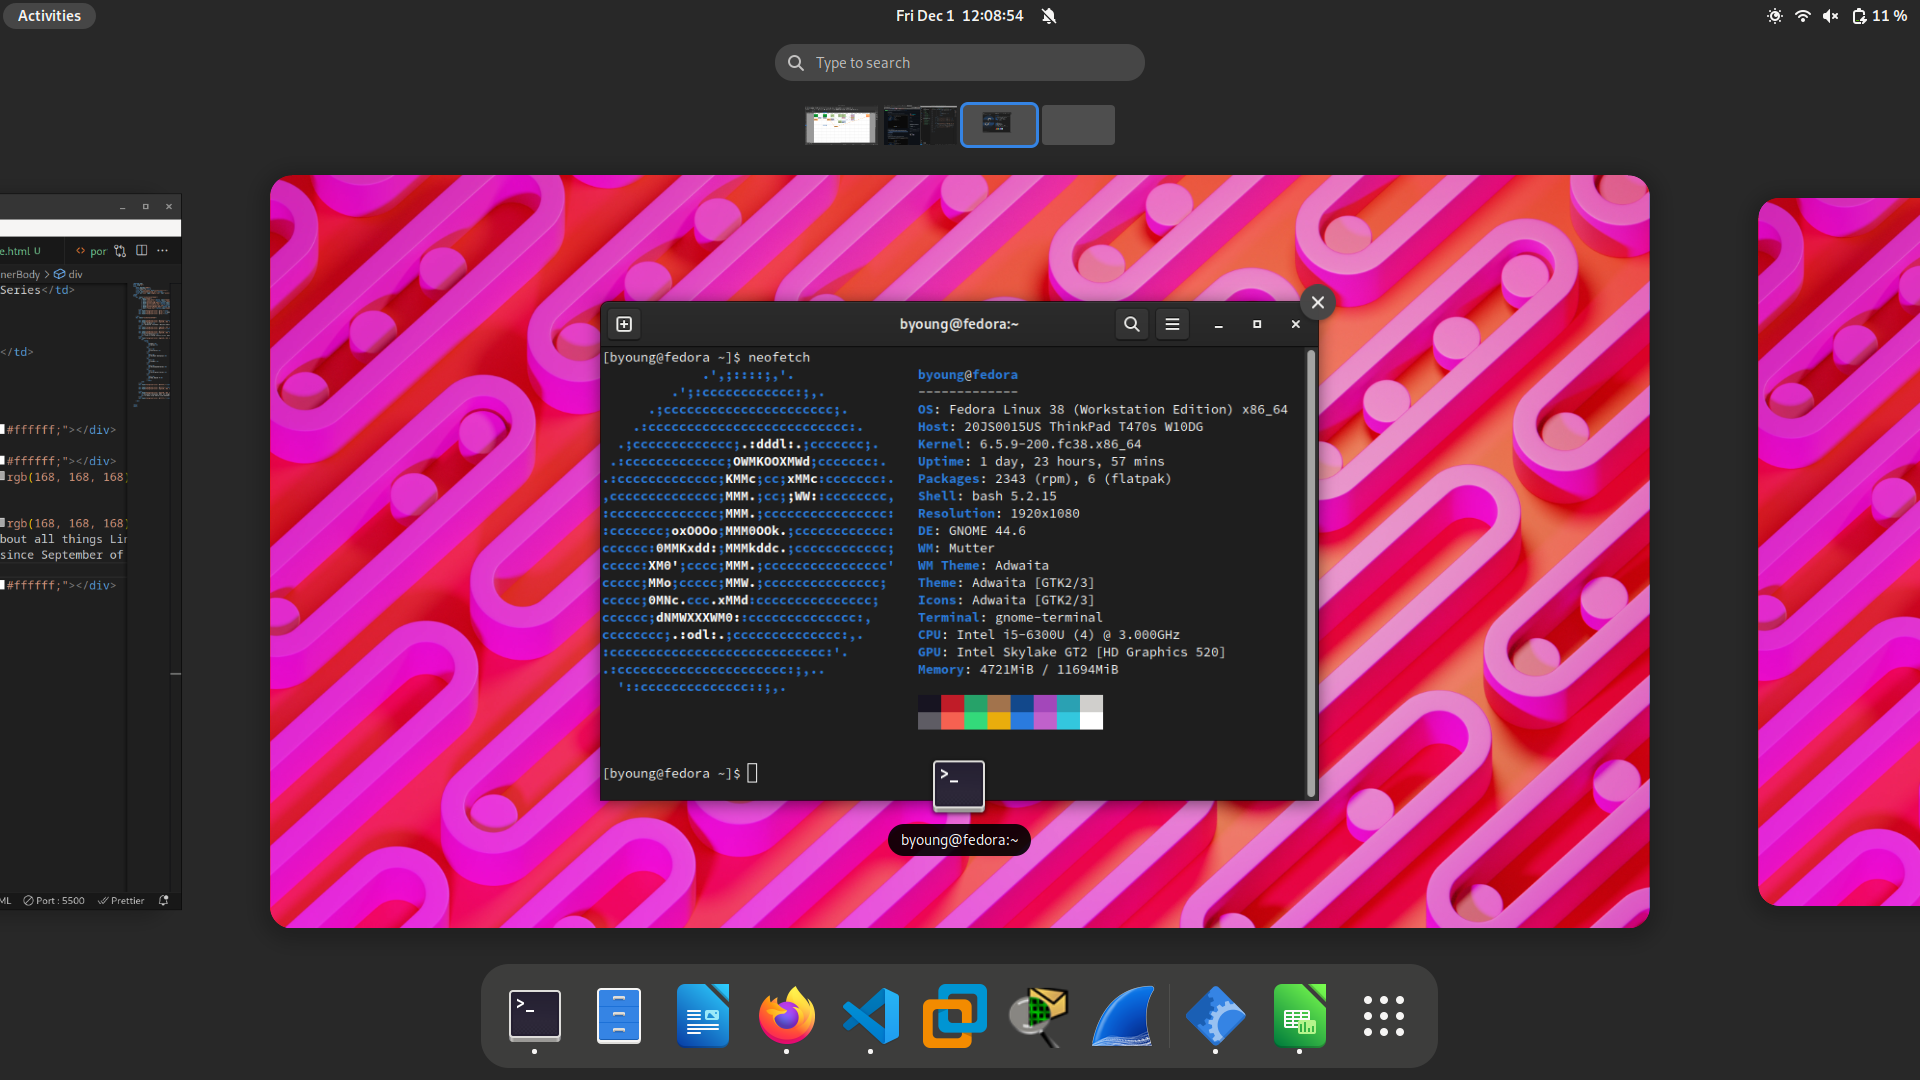 Activities
Fri Dec 1 12:08:54
11 %
Type to search
e.html U
por
nerBody > div
Series</td>
</td>
#ffffff;"></div>
#ffffff;"></div>
rgb(168, 168, 168)
rgb(168, 168, 168)
bout all things Lin
since September of
#ffffff;"></div>
ML Port : 5500 Prettier
byoung@fedora:~
[byoung@fedora ~]$ neofetch
byoung@fedora
-------------
OS: Fedora Linux 38 (Workstation Edition) x86_64
Host: 20JS0015US ThinkPad T470s W10DG
Kernel: 6.5.9-200.fc38.x86_64
Uptime: 1 day, 23 hours, 57 mins
Packages: 2343 (rpm), 6 (flatpak)
Shell: bash 5.2.15
Resolution: 1920x1080
DE: GNOME 44.6
WM: Mutter
WM Theme: Adwaita
Theme: Adwaita [GTK2/3]
Icons: Adwaita [GTK2/3]
Terminal: gnome-terminal
CPU: Intel i5-6300U (4) @ 3.000GHz
GPU: Intel Skylake GT2 [HD Graphics 520]
Memory: 4721MiB / 11694MiB
[byoung@fedora ~]$
byoung@fedora:~